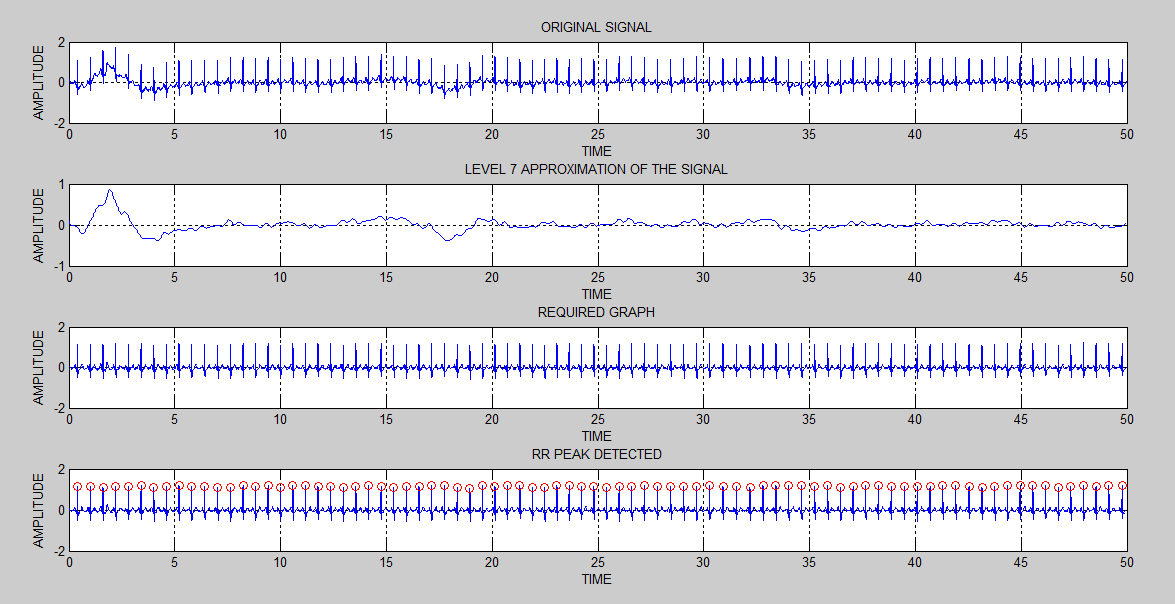 ORIGINAL SIGNAL
2
0
-2
AMPLITUDE
0 5 10 15 20 25 30 35 40 45 50
TIME
LEVEL 7 APPROXIMATION OF THE SIGNAL
1
0
-1
AMPLITUDE
0 5 10 15 20 25 30 35 40 45 50
TIME
REQUIRED GRAPH
2
0
-2
AMPLITUDE
0 5 10 15 20 25 30 35 40 45 50
TIME
RR PEAK DETECTED
2
0
-2
AMPLITUDE
0 5 10 15 20 25 30 35 40 45 50
TIME